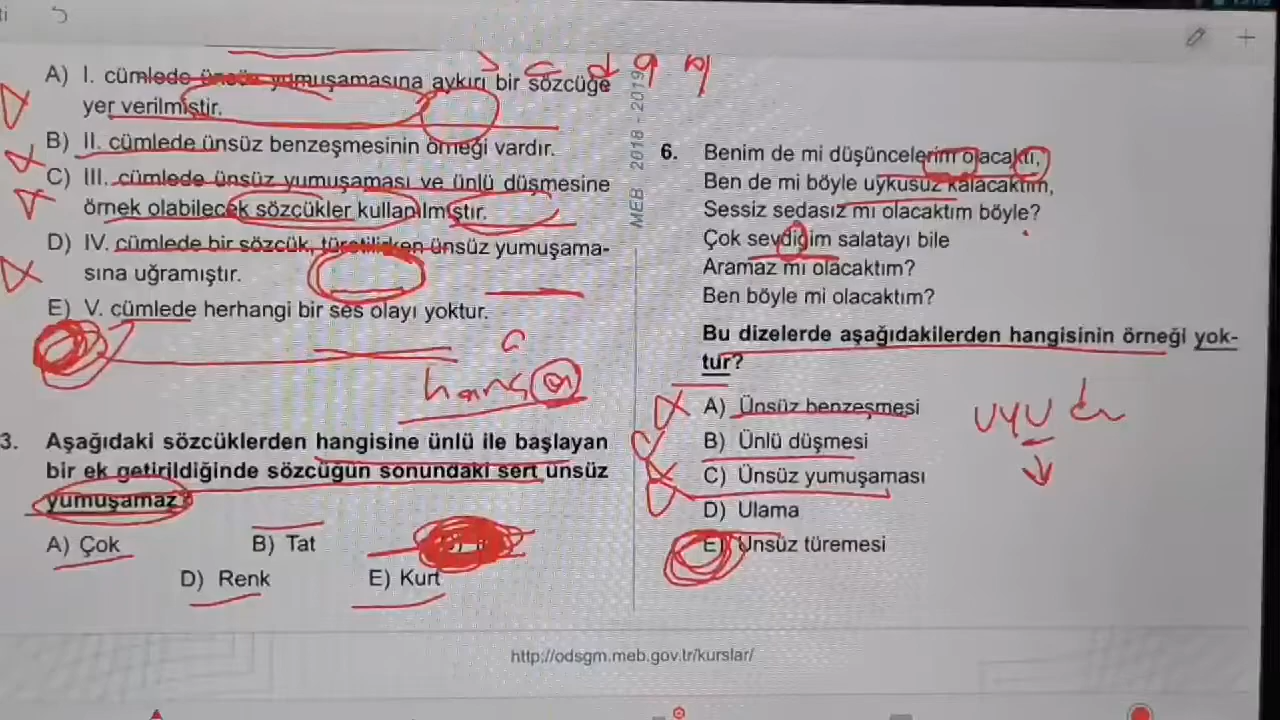 A) I. cümlede ünsüz yumuşamasına aykırı bir sözcüğe
yer verilmiştir.
B) II. cümlede ünsüz benzeşmesinin örneği vardır.
C) III. cümlede ünsüz yumuşaması ve ünlü düşmesine
örnek olabilecek sözcükler kullanılmıştır.
D) IV. cümlede bir sözcük, türetilirken ünsüz yumuşama-
sına uğramıştır.
E) V. cümlede herhangi bir ses olayı yoktur.
3. Aşağıdaki sözcüklerden hangisine ünlü ile başlayan
bir ek getirildiğinde sözcüğün sonundaki sert ünsüz
yumuşamaz?
A) Çok
B) Tat
D) Renk
E) Kurt
MEB 2018 - 2019
6. Benim de mi düşüncelerim olacaktı,
Ben de mi böyle uykusuz kalacaktım,
Sessiz sedasız mı olacaktım böyle?
Çok sevdiğim salatayı bile
Aramaz mı olacaktım?
Ben böyle mi olacaktım?
Bu dizelerde aşağıdakilerden hangisinin örneği yok-
tur?
A) Ünsüz benzeşmesi
B) Ünlü düşmesi
C) Ünsüz yumuşaması
D) Ulama
E) Ünsüz türemesi
http://odsgm.meb.gov.tr/kurslar/